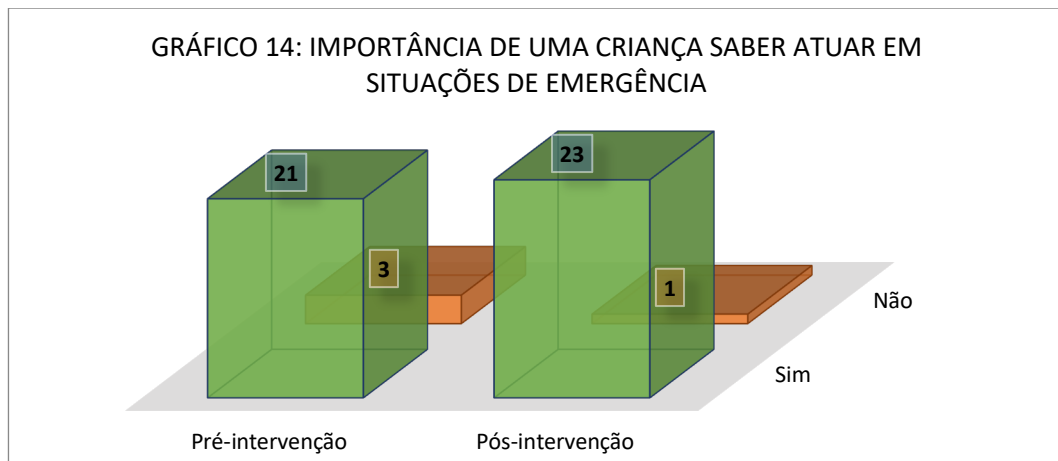 GRÁFICO 14: IMPORTÂNCIA DE UMA CRIANÇA SABER ATUAR EM
SITUAÇÕES DE EMERGÊNCIA
21
23
3
1
Não
Sim
Pré-intervenção
Pós-intervenção